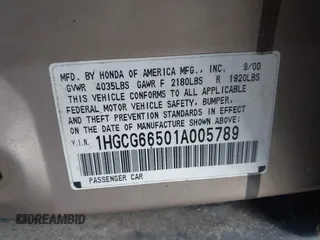 MFD. BY HONDA OF AMERICA MFG., INC. 9/00
GVWR 4035LBS GAWR F 2180LBS R 1920LBS
THIS VEHICLE CONFORMS TO ALL APPLICABLE
FEDERAL MOTOR VEHICLE SAFETY, BUMPER,
AND THEFT PREVENTION STANDARDS IN EFFECT
ON THE DATE OF MANUFACTURE SHOWN ABOVE.
V.I.N. 1HGCG66501A005789
PASSENGER CAR
DREAMBID